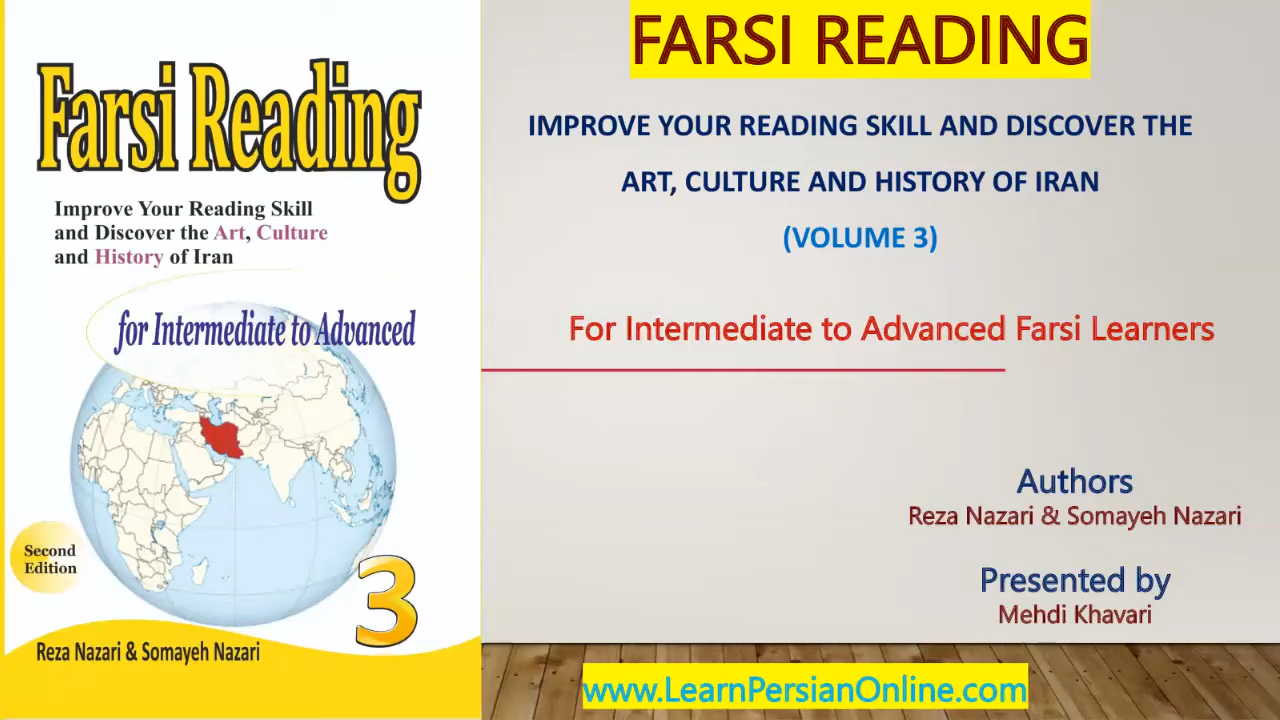 Farsi Reading
Improve Your Reading Skill
and Discover the Art, Culture
and History of Iran
for Intermediate to Advanced
Second
Edition
3
Reza Nazari & Somayeh Nazari
FARSI READING
IMPROVE YOUR READING SKILL AND DISCOVER THE
ART, CULTURE AND HISTORY OF IRAN
(VOLUME 3)
For Intermediate to Advanced Farsi Learners
Authors
Reza Nazari & Somayeh Nazari
Presented by
Mehdi Khavari
www.LearnPersianOnline.com